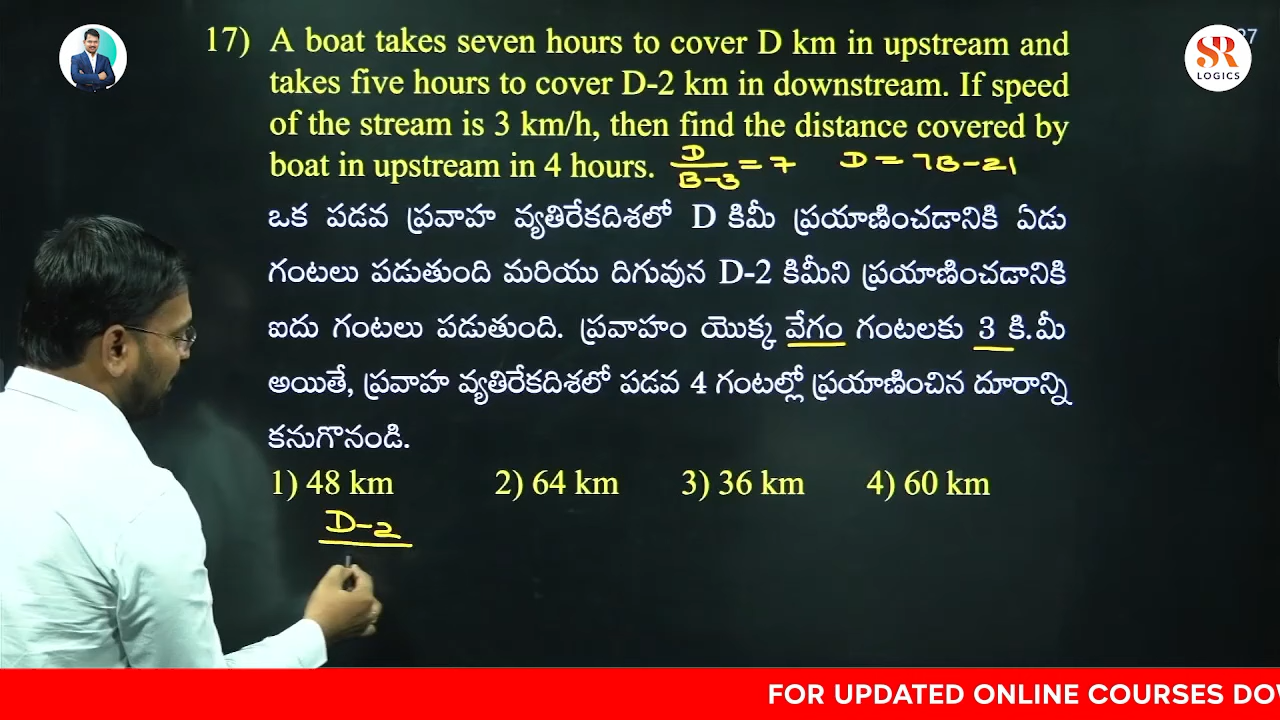 17) A boat takes seven hours to cover D km in upstream and
takes five hours to cover D-2 km in downstream. If speed
of the stream is 3 km/h, then find the distance covered by
boat in upstream in 4 hours. D/B-3 = 7 D = 7B-21
ఒక పడవ ప్రవాహ వ్యతిరేకదిశలో D కిమీ ప్రయాణించడానికి ఏడు
గంటలు పడుతుంది మరియు దిగువున D-2 కిమీని ప్రయాణించడానికి
ఐదు గంటలు పడుతుంది. ప్రవాహం యొక్క వేగం గంటలకు 3 కి.మీ
అయితే, ప్రవాహ వ్యతిరేకదిశలో పడవ 4 గంటల్లో ప్రయాణించిన దూరాన్ని
కనుగొనండి.
1) 48 km 2) 64 km 3) 36 km 4) 60 km
D-2
SR
LOGICS
FOR UPDATED ONLINE COURSES DO